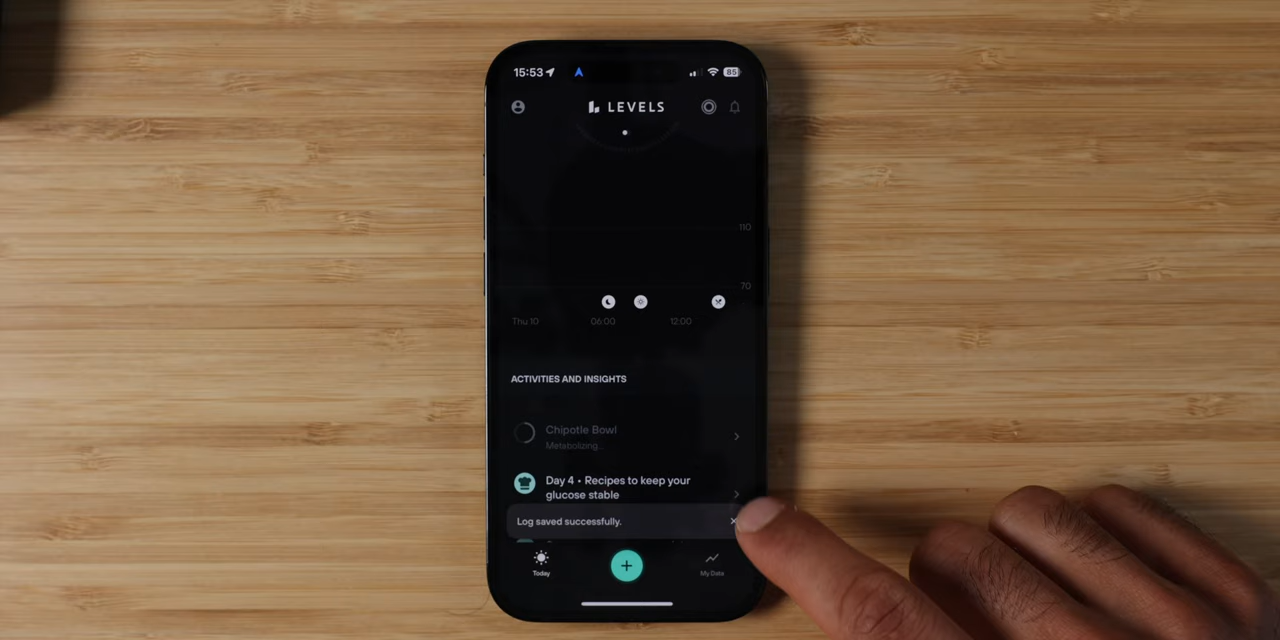 15:53
85
LEVELS
110
70
Thu 10
06:00
12:00
ACTIVITIES AND INSIGHTS
Chipotle Bowl
Metabolizing...
Day 4 • Recipes to keep your
glucose stable
Log saved successfully.
Today
My Data